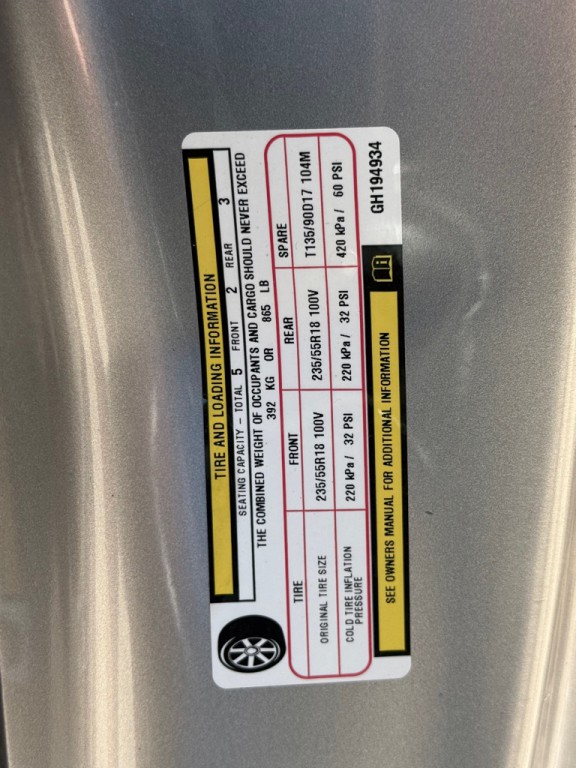 TIRE AND LOADING INFORMATION
SEATING CAPACITY – TOTAL 5 FRONT 2 REAR 3
THE COMBINED WEIGHT OF OCCUPANTS AND CARGO SHOULD NEVER EXCEED
392 KG OR 865 LB
TIRE FRONT REAR SPARE
ORIGINAL TIRE SIZE 235/55R18 100V 235/55R18 100V T135/90D17 104M
COLD TIRE INFLATION PRESSURE 220 kPa / 32 PSI 220 kPa / 32 PSI 420 kPa / 60 PSI
SEE OWNERS MANUAL FOR ADDITIONAL INFORMATION
GH194934